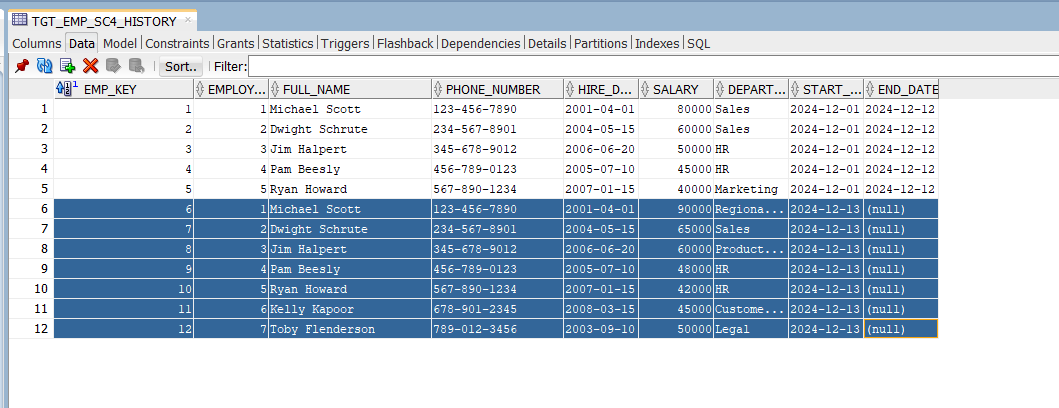 TGT_EMP_SC4_HISTORY ×
Columns Data Model Constraints Grants Statistics Triggers Flashback Dependencies Details Partitions Indexes SQL
Sort.. Filter:
EMP_KEY EMPLOY... FULL_NAME PHONE_NUMBER HIRE_D... SALARY DEPART... START_... END_DATE
1 1 1 Michael Scott 123-456-7890 2001-04-01 80000 Sales 2024-12-01 2024-12-12
2 2 2 Dwight Schrute 234-567-8901 2004-05-15 60000 Sales 2024-12-01 2024-12-12
3 3 3 Jim Halpert 345-678-9012 2006-06-20 50000 HR 2024-12-01 2024-12-12
4 4 4 Pam Beesly 456-789-0123 2005-07-10 45000 HR 2024-12-01 2024-12-12
5 5 5 Ryan Howard 567-890-1234 2007-01-15 40000 Marketing 2024-12-01 2024-12-12
6 6 1 Michael Scott 123-456-7890 2001-04-01 90000 Regiona... 2024-12-13 (null)
7 7 2 Dwight Schrute 234-567-8901 2004-05-15 65000 Sales 2024-12-13 (null)
8 8 3 Jim Halpert 345-678-9012 2006-06-20 60000 Product... 2024-12-13 (null)
9 9 4 Pam Beesly 456-789-0123 2005-07-10 48000 HR 2024-12-13 (null)
10 10 5 Ryan Howard 567-890-1234 2007-01-15 42000 HR 2024-12-13 (null)
11 11 6 Kelly Kapoor 678-901-2345 2008-03-15 45000 Custome... 2024-12-13 (null)
12 12 7 Toby Flenderson 789-012-3456 2003-09-10 50000 Legal 2024-12-13 (null)